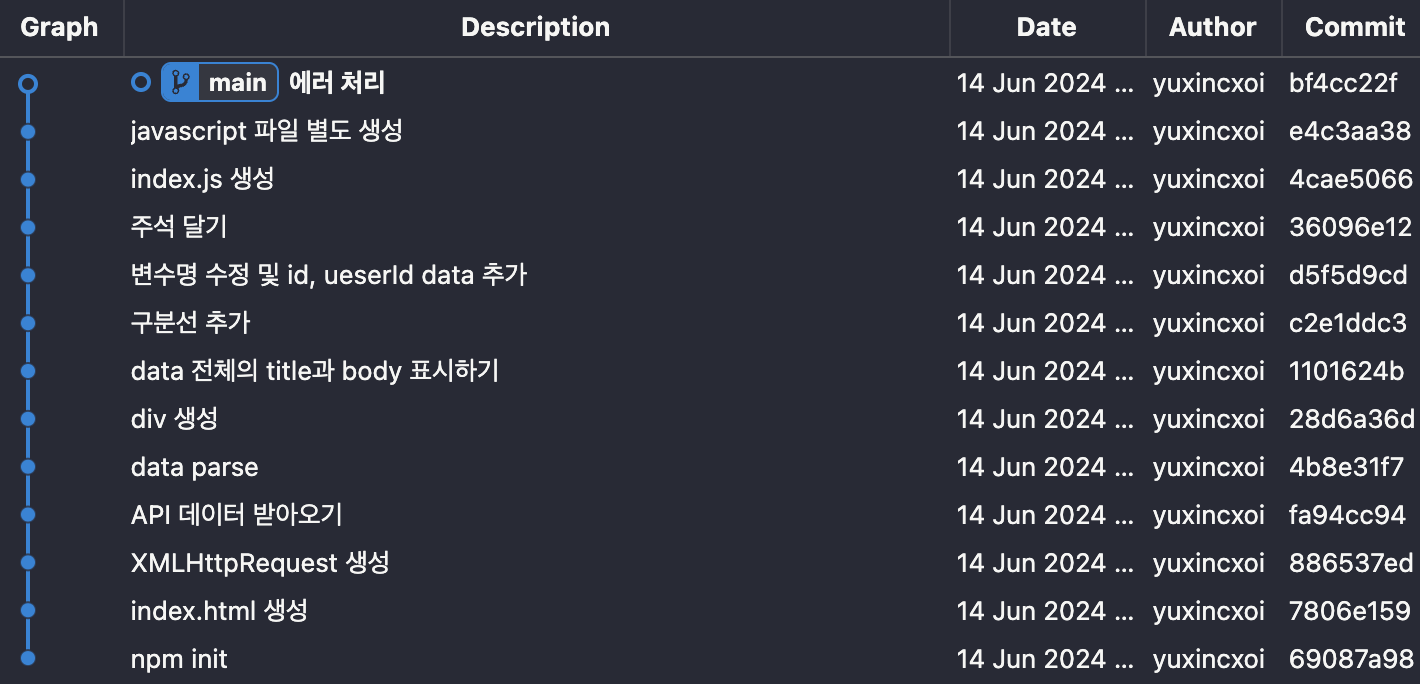 Graph Description Date Author Commit
main 에러 처리 14 Jun 2024 ... yuxincxoi bf4cc22f
javascript 파일 별도 생성 14 Jun 2024 ... yuxincxoi e4c3aa38
index.js 생성 14 Jun 2024 ... yuxincxoi 4cae5066
주석 달기 14 Jun 2024 ... yuxincxoi 36096e12
변수명 수정 및 id, ueserId data 추가 14 Jun 2024 ... yuxincxoi d5f5d9cd
구분선 추가 14 Jun 2024 ... yuxincxoi c2e1ddc3
data 전체의 title과 body 표시하기 14 Jun 2024 ... yuxincxoi 1101624b
div 생성 14 Jun 2024 ... yuxincxoi 28d6a36d
data parse 14 Jun 2024 ... yuxincxoi 4b8e31f7
API 데이터 받아오기 14 Jun 2024 ... yuxincxoi fa94cc94
XMLHttpRequest 생성 14 Jun 2024 ... yuxincxoi 886537ed
index.html 생성 14 Jun 2024 ... yuxincxoi 7806e159
npm init 14 Jun 2024 ... yuxincxoi 69087a98